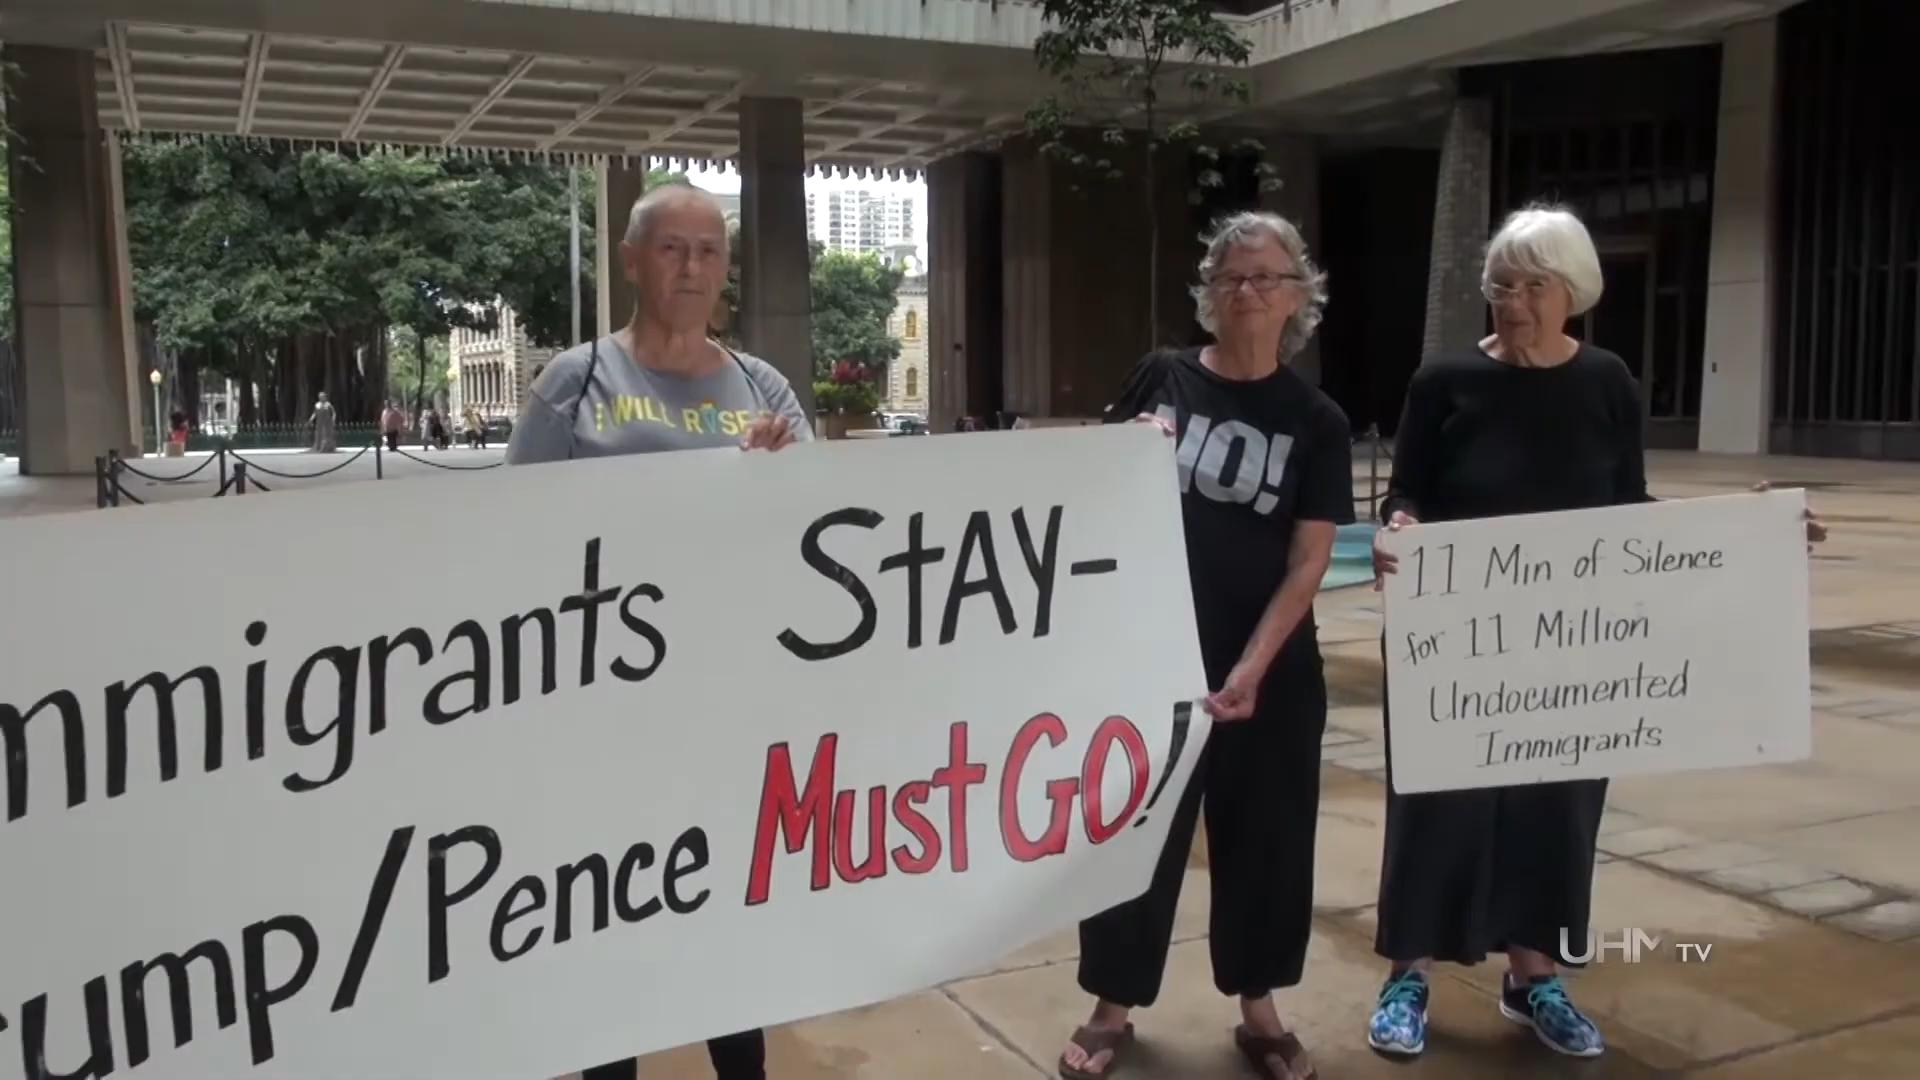 WILL RISE
NO!
mmigrants StAY-
rump/Pence Must GO!
11 Min of Silence
for 11 Million
Undocumented
Immigrants
UHM TV